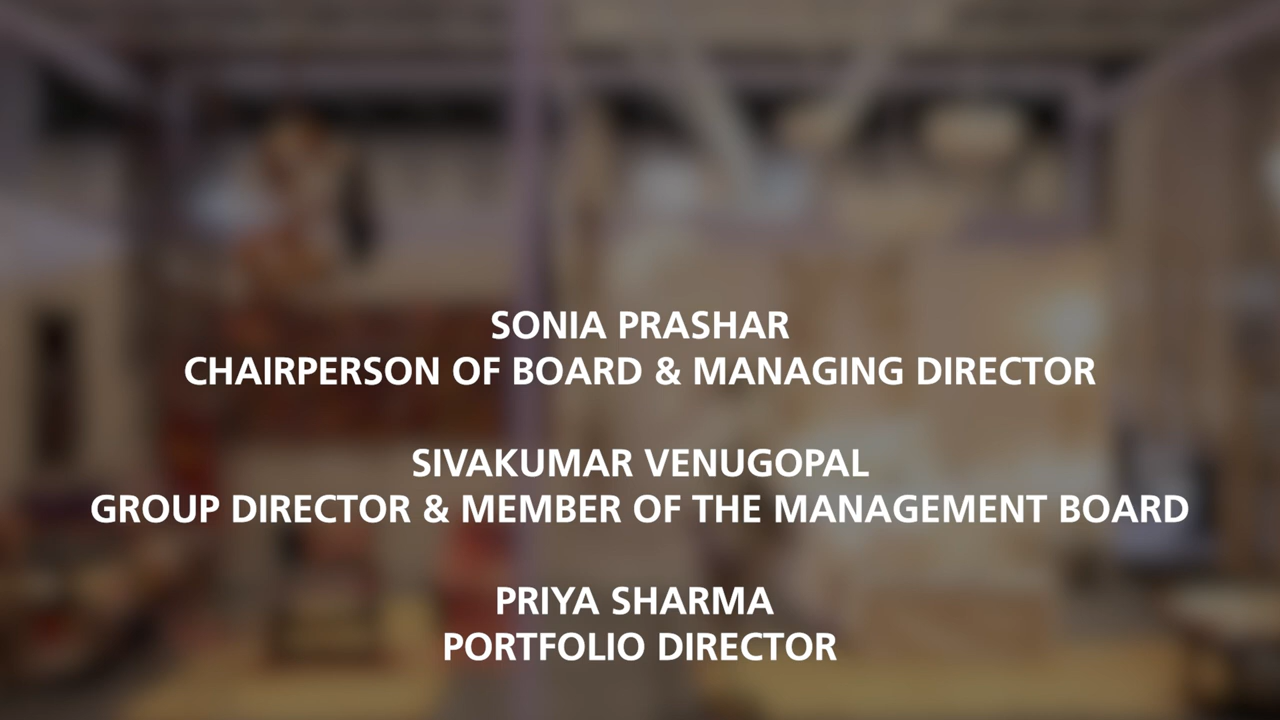 SONIA PRASHAR
CHAIRPERSON OF BOARD & MANAGING DIRECTOR
SIVAKUMAR VENUGOPAL
GROUP DIRECTOR & MEMBER OF THE MANAGEMENT BOARD
PRIYA SHARMA
PORTFOLIO DIRECTOR